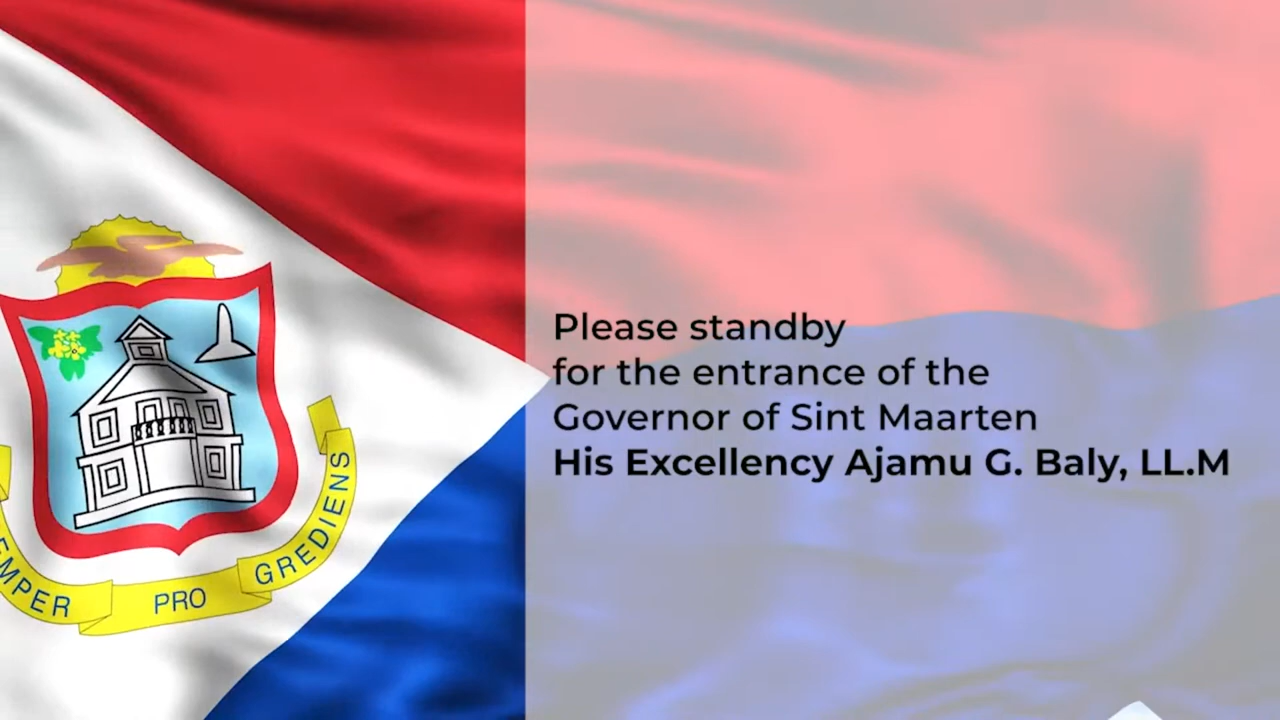 EMPER
PRO
GREDIENS
Please standby
for the entrance of the
Governor of Sint Maarten
His Excellency Ajamu G. Baly, LL.M